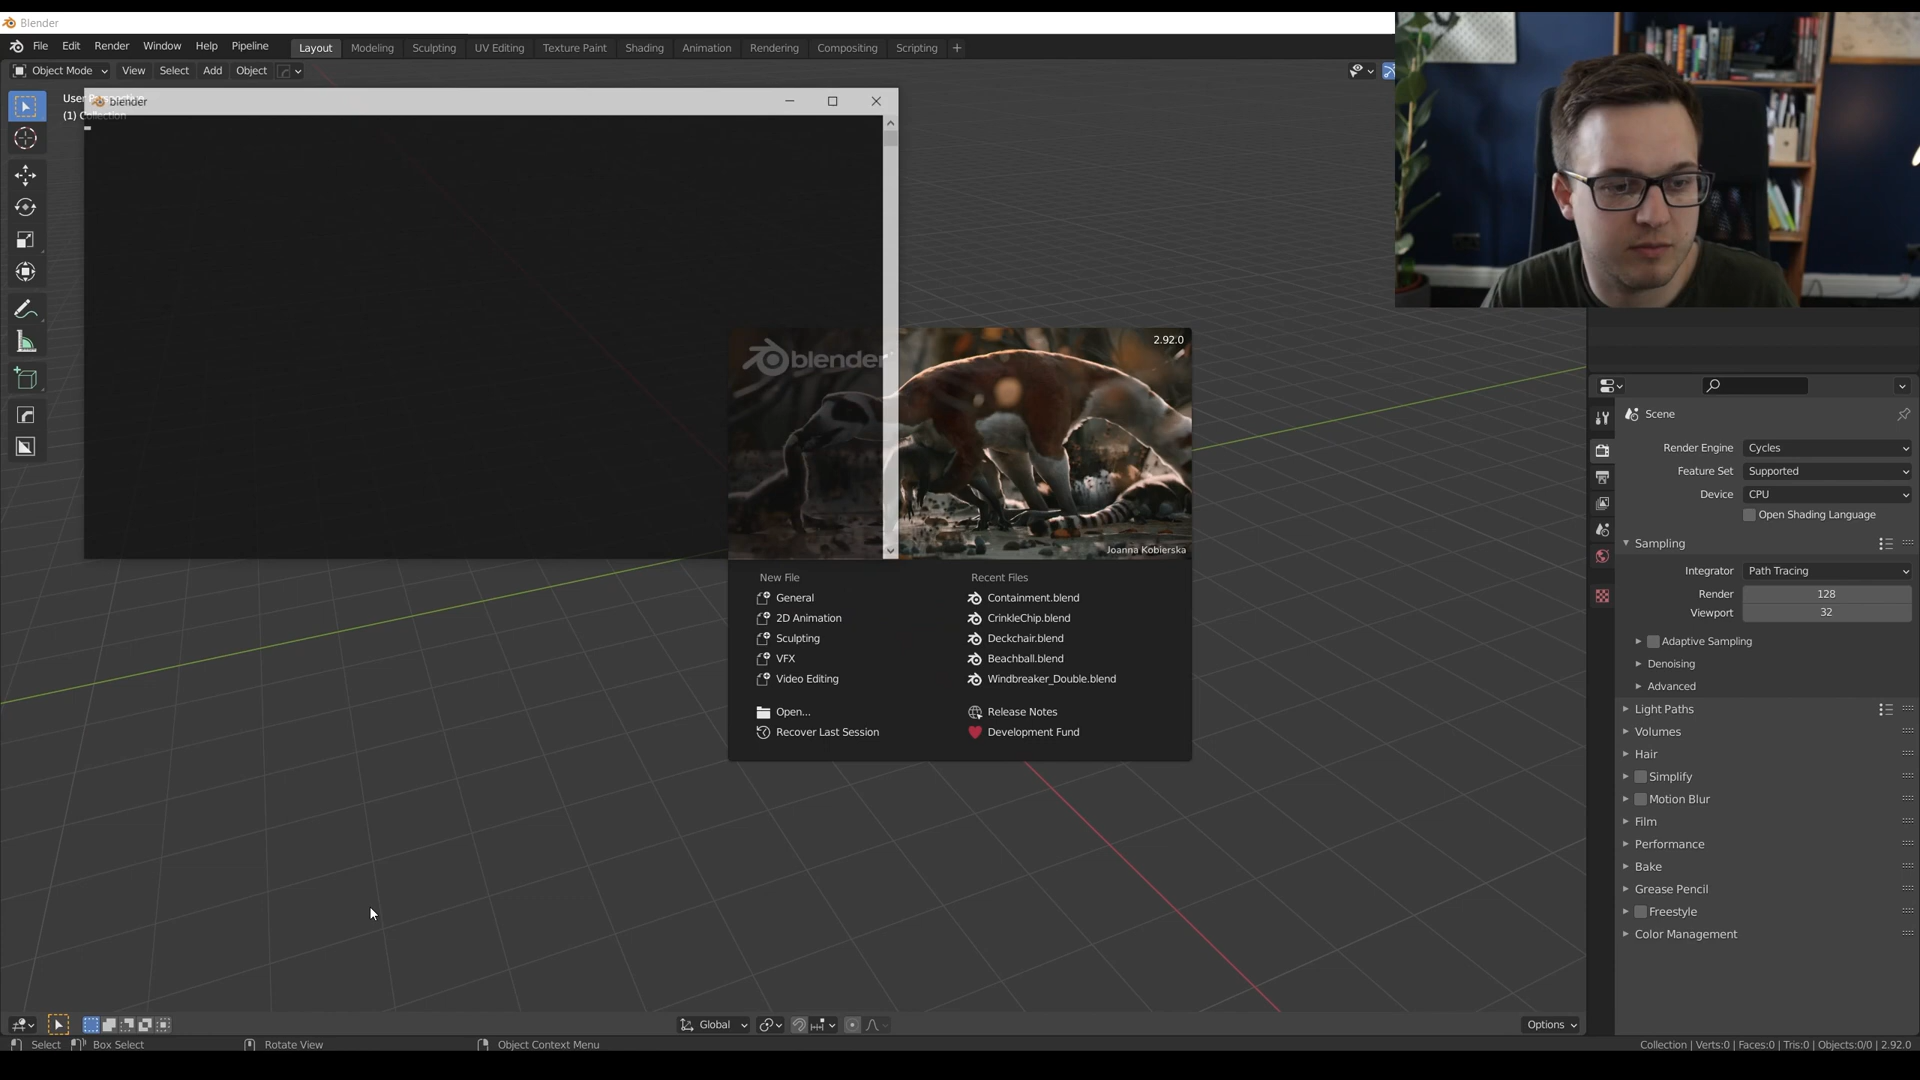 Blender
File Edit Render Window Help Pipeline Layout Modeling Sculpting UV Editing Texture Paint Shading Animation Rendering Compositing Scripting +
Object Mode View Select Add Object
blender
(1) Collection
blender
2.92.0
Joanna Kobierska
New File
General
2D Animation
Sculpting
VFX
Video Editing
Open...
Recover Last Session
Recent Files
Containment.blend
CrinkleChip.blend
Deckchair.blend
Beachball.blend
Windbreaker_Double.blend
Release Notes
Development Fund
Scene
Render Engine Cycles
Feature Set Supported
Device CPU
Open Shading Language
Sampling
Integrator Path Tracing
Render 128
Viewport 32
Adaptive Sampling
Denoising
Advanced
Light Paths
Volumes
Hair
Simplify
Motion Blur
Film
Performance
Bake
Grease Pencil
Freestyle
Color Management
Global
Options
Select Box Select Rotate View Object Context Menu
Collection | Verts:0 | Faces:0 | Tris:0 | Objects:0/0 | 2.92.0